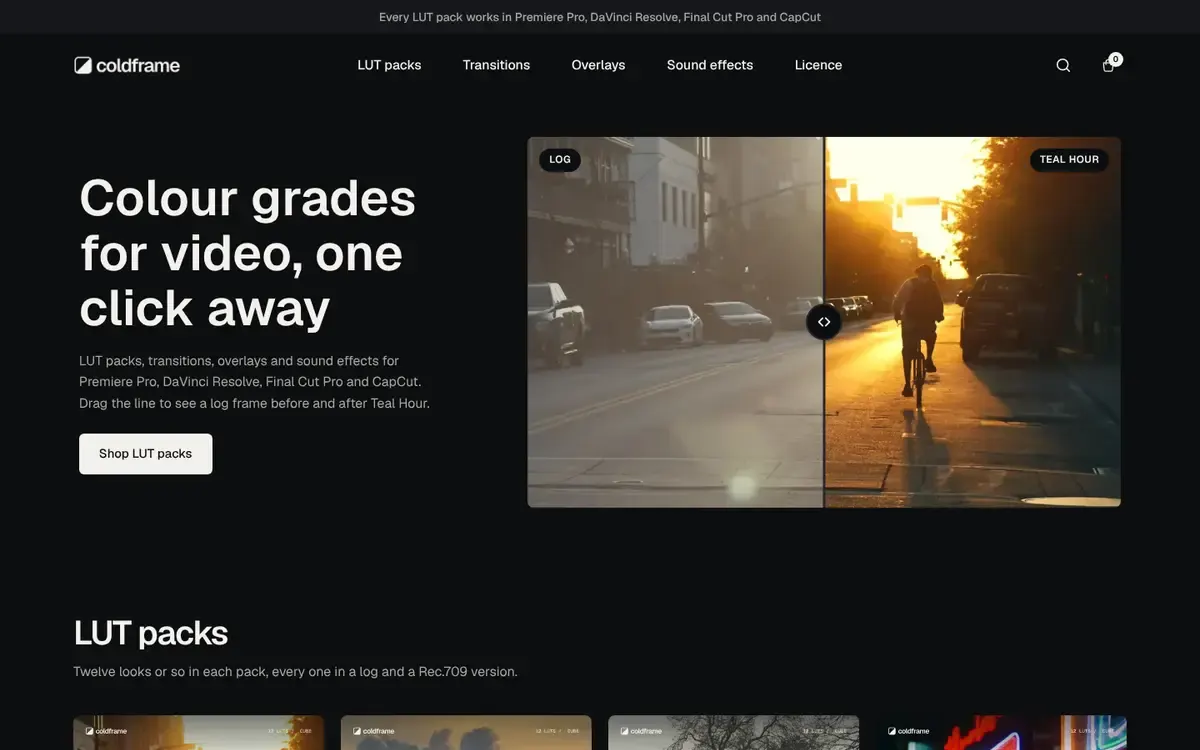 Every LUT pack works in Premiere Pro, DaVinci Resolve, Final Cut Pro and CapCut
coldframe
LUT packs
Transitions
Overlays
Sound effects
Licence
0
LOG
TEAL HOUR
Colour grades
for video, one
click away
LUT packs, transitions, overlays and sound effects for
Premiere Pro, DaVinci Resolve, Final Cut Pro and CapCut.
Drag the line to see a log frame before and after Teal Hour.
Shop LUT packs
LUT packs
Twelve looks or so in each pack, every one in a log and a Rec.709 version.
coldframe
12 LUTS / CUBE
coldframe
coldframe
coldframe